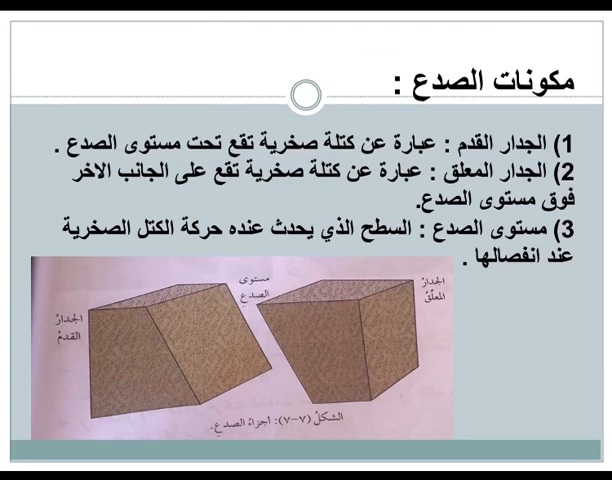 مكونات الصدع :
1) الجدار القدم : عبارة عن كتلة صخرية تقع تحت مستوى الصدع .
2) الجدار المعلق : عبارة عن كتلة صخرية تقع على الجانب الاخر
فوق مستوى الصدع.
3) مستوى الصدع : السطح الذي يحدث عنده حركة الكتل الصخرية
عند انفصالها .
الجدارُ
المعلّقُ
مستوى
الصدعِ
الجدارُ
القدمُ
الشكلُ (٧-٧): أجزاءُ الصدعِ.